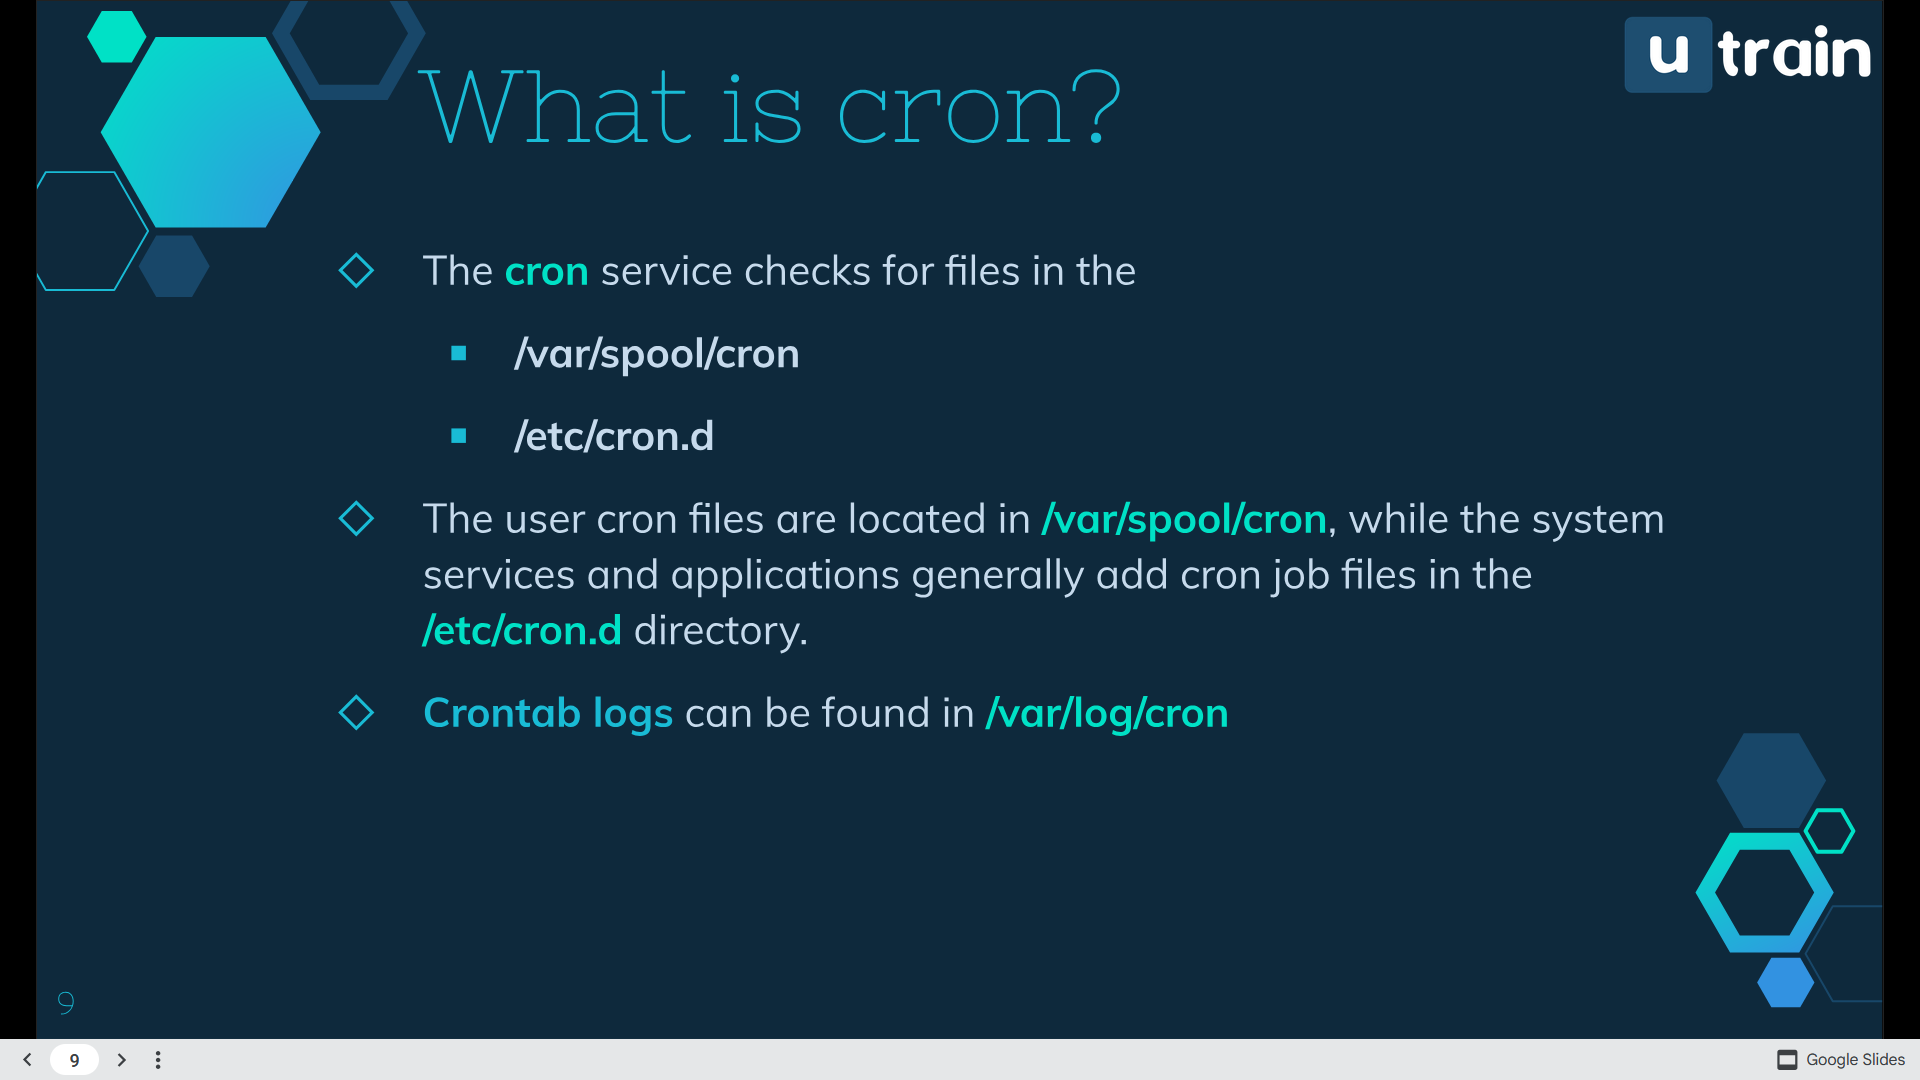 u train
What is cron?
The cron service checks for files in the
/var/spool/cron
/etc/cron.d
The user cron files are located in /var/spool/cron, while the system
services and applications generally add cron job files in the
/etc/cron.d directory.
Crontab logs can be found in /var/log/cron
9
9
Google Slides